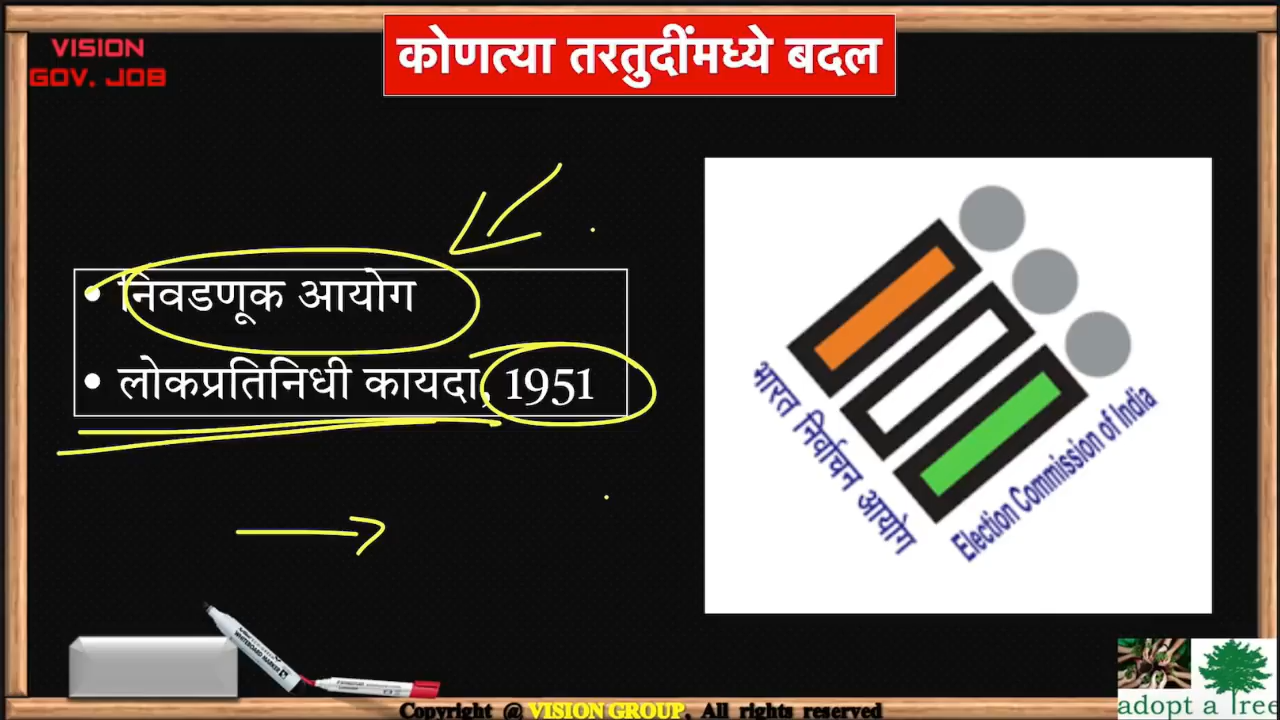 VISION
GOV. JOB
कोणत्या तरतुदींमध्ये बदल
• निवडणूक आयोग
• लोकप्रतिनिधी कायदा, 1951
भारत निर्वाचन आयोग
Election Commission of India
adopt a Tree
Copyright @ VISION GROUP, All rights reserved